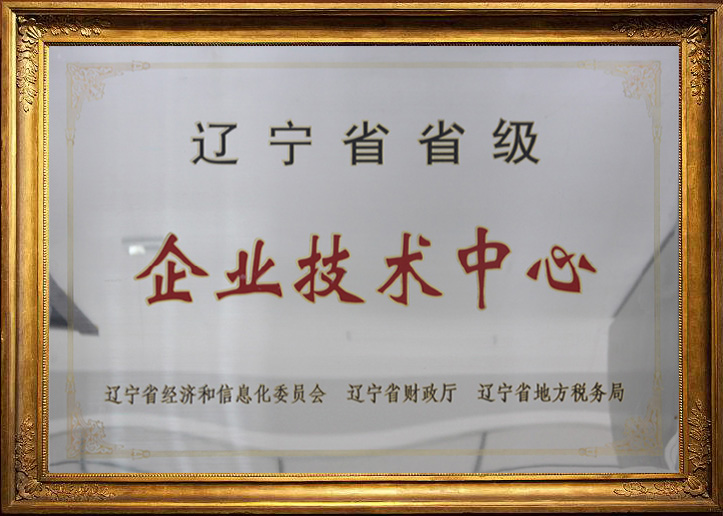 辽宁省省级
企业技术中心
辽宁省经济和信息化委员会 辽宁省财政厅 辽宁省地方税务局